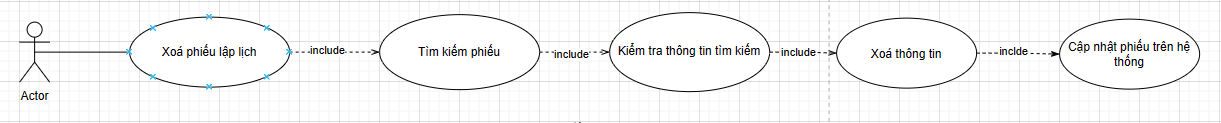 Actor
Xoá phiếu lập lịch
include
Tìm kiếm phiếu
include
Kiểm tra thông tin tìm kiếm
include
Xoá thông tin
inclde
Cập nhật phiếu trên hệ
thống